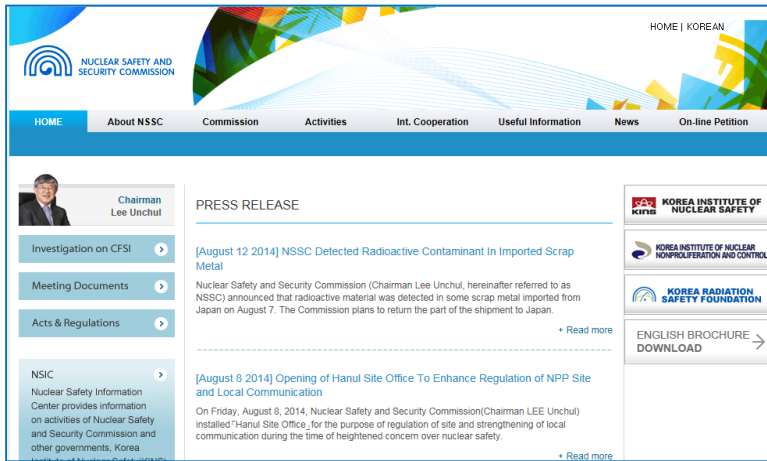 HOME | KOREAN
NUCLEAR SAFETY AND
SECURITY COMMISSION
HOME About NSSC Commission Activities Int. Cooperation Useful Information News On-line Petition
Chairman
Lee Unchul
Investigation on CFSI
Meeting Documents
Acts & Regulations
NSIC
Nuclear Safety Information
Center provides information
on activities of Nuclear Safety
and Security Commission and
other governments, Korea
Institute of Nuclear Safety(KINS)
PRESS RELEASE
[August 12 2014] NSSC Detected Radioactive Contaminant In Imported Scrap
Metal
Nuclear Safety and Security Commission (Chairman Lee Unchul, hereinafter referred to as
NSSC) announced that radioactive material was detected in some scrap metal imported from
Japan on August 7. The Commission plans to return the part of the shipment to Japan.
+ Read more
[August 8 2014] Opening of Hanul Site Office To Enhance Regulation of NPP Site
and Local Communication
On Friday, August 8, 2014, Nuclear Safety and Security Commission(Chairman LEE Unchul)
installed「Hanul Site Office」for the purpose of regulation of site and strengthening of local
communication during the time of heightened concern over nuclear safety.
+ Read more
KINS KOREA INSTITUTE OF
NUCLEAR SAFETY
KOREA INSTITUTE OF NUCLEAR
NONPROLIFERATION AND CONTROL
KOREA RADIATION
SAFETY FOUNDATION
ENGLISH BROCHURE
DOWNLOAD